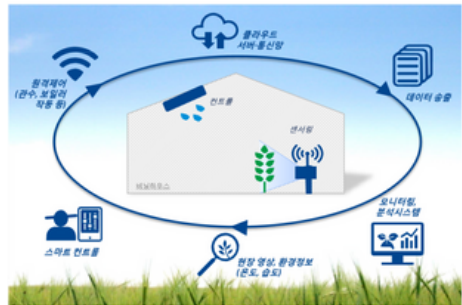 클라우드
서버·통신망
원격제어
(관수, 보일러
작동 등)
데이터 송출
컨트롤
센서링
비닐하우스
모니터링,
분석시스템
스마트 컨트롤
현장 영상, 환경정보
(온도, 습도)